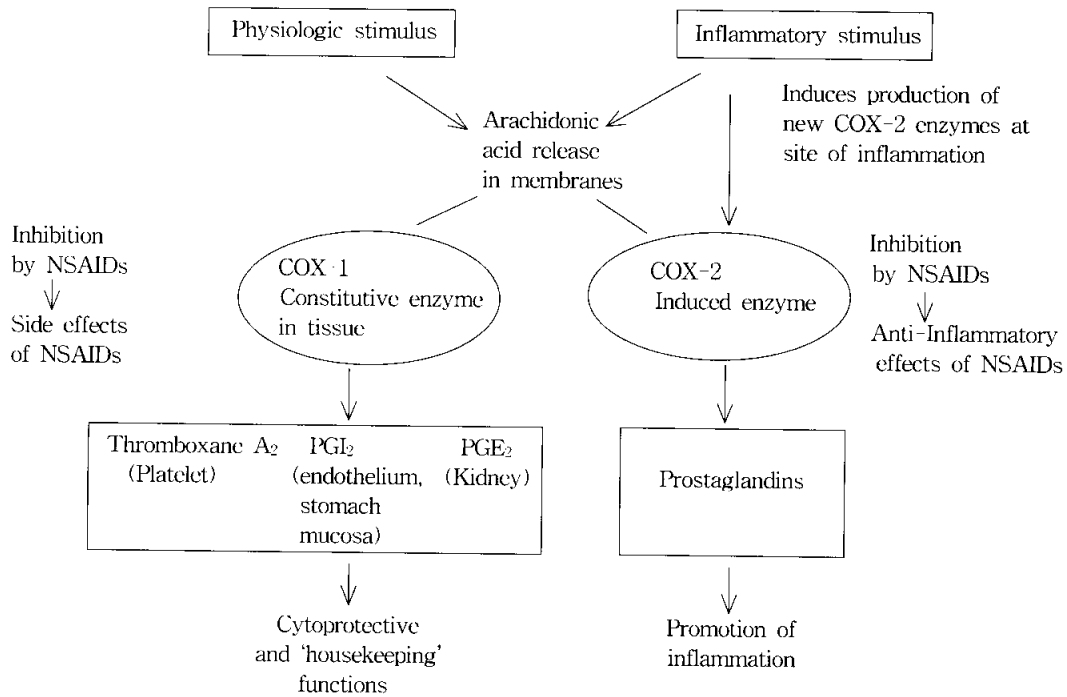 Physiologic stimulus
Inflammatory stimulus
Induces production of
new COX-2 enzymes at
site of inflammation
Arachidonic
acid release
in membranes
Inhibition
by NSAIDs
Side effects
of NSAIDs
COX-1
Constitutive enzyme
in tissue
COX-2
Induced enzyme
Inhibition
by NSAIDs
Anti-Inflammatory
effects of NSAIDs
Thromboxane A₂ PGI₂ PGE₂
(Platelet) (endothelium, (Kidney)
stomach
mucosa)
Prostaglandins
Cytoprotective
and ‘housekeeping’
functions
Promotion of
inflammation